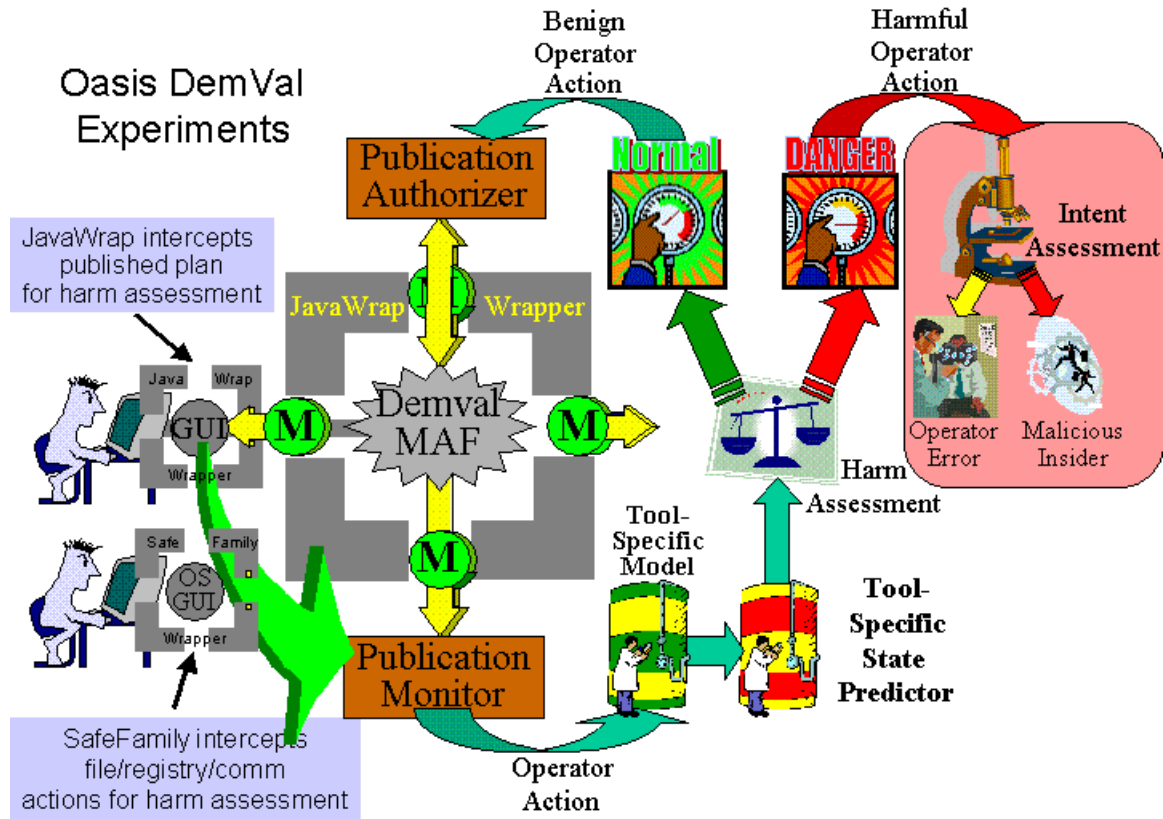 Oasis DemVal
Experiments
Benign
Operator
Action
Harmful
Operator
Action
Publication
Authorizer
Normal
DANGER
Intent
Assessment
JavaWrap intercepts
published plan
for harm assessment
JavaWrap
M
Wrapper
Java Wrap
GUI
Wrapper
M
Demval
MAF
M
Operator
Error
Malicious
Insider
Harm
Assessment
Safe Family
OS
GUI
Wrapper
M
Tool-
Specific
Model
Tool-
Specific
State
Predictor
Publication
Monitor
SafeFamily intercepts
file/registry/comm
actions for harm assessment
Operator
Action